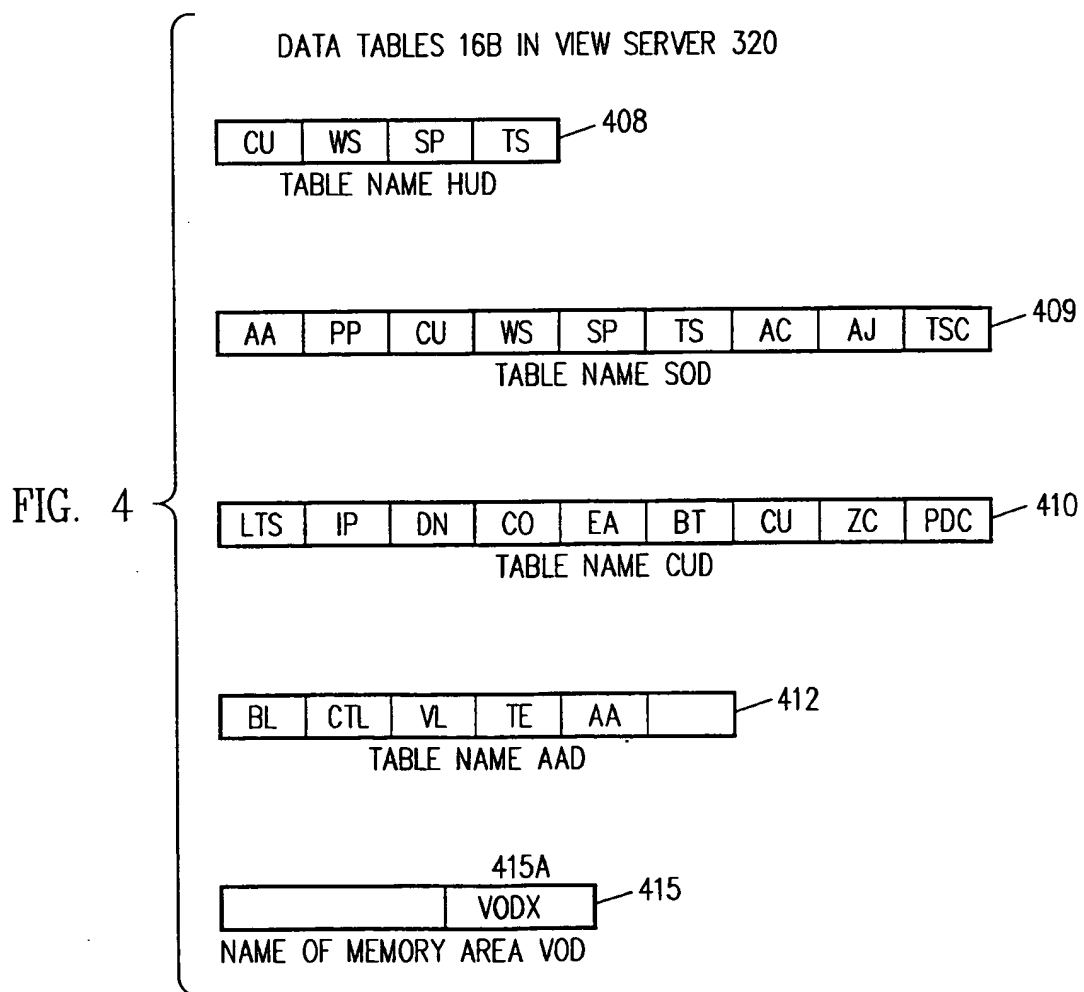 DATA TABLES 16B IN VIEW SERVER 320
CU WS SP TS 408
TABLE NAME HUD
AA PP CU WS SP TS AC AJ TSC 409
TABLE NAME SOD
FIG. 4
LTS IP DN CO EA BT CU ZC PDC 410
TABLE NAME CUD
BL CTL VL TE AA 412
TABLE NAME AAD
415A
VODX 415
NAME OF MEMORY AREA VOD